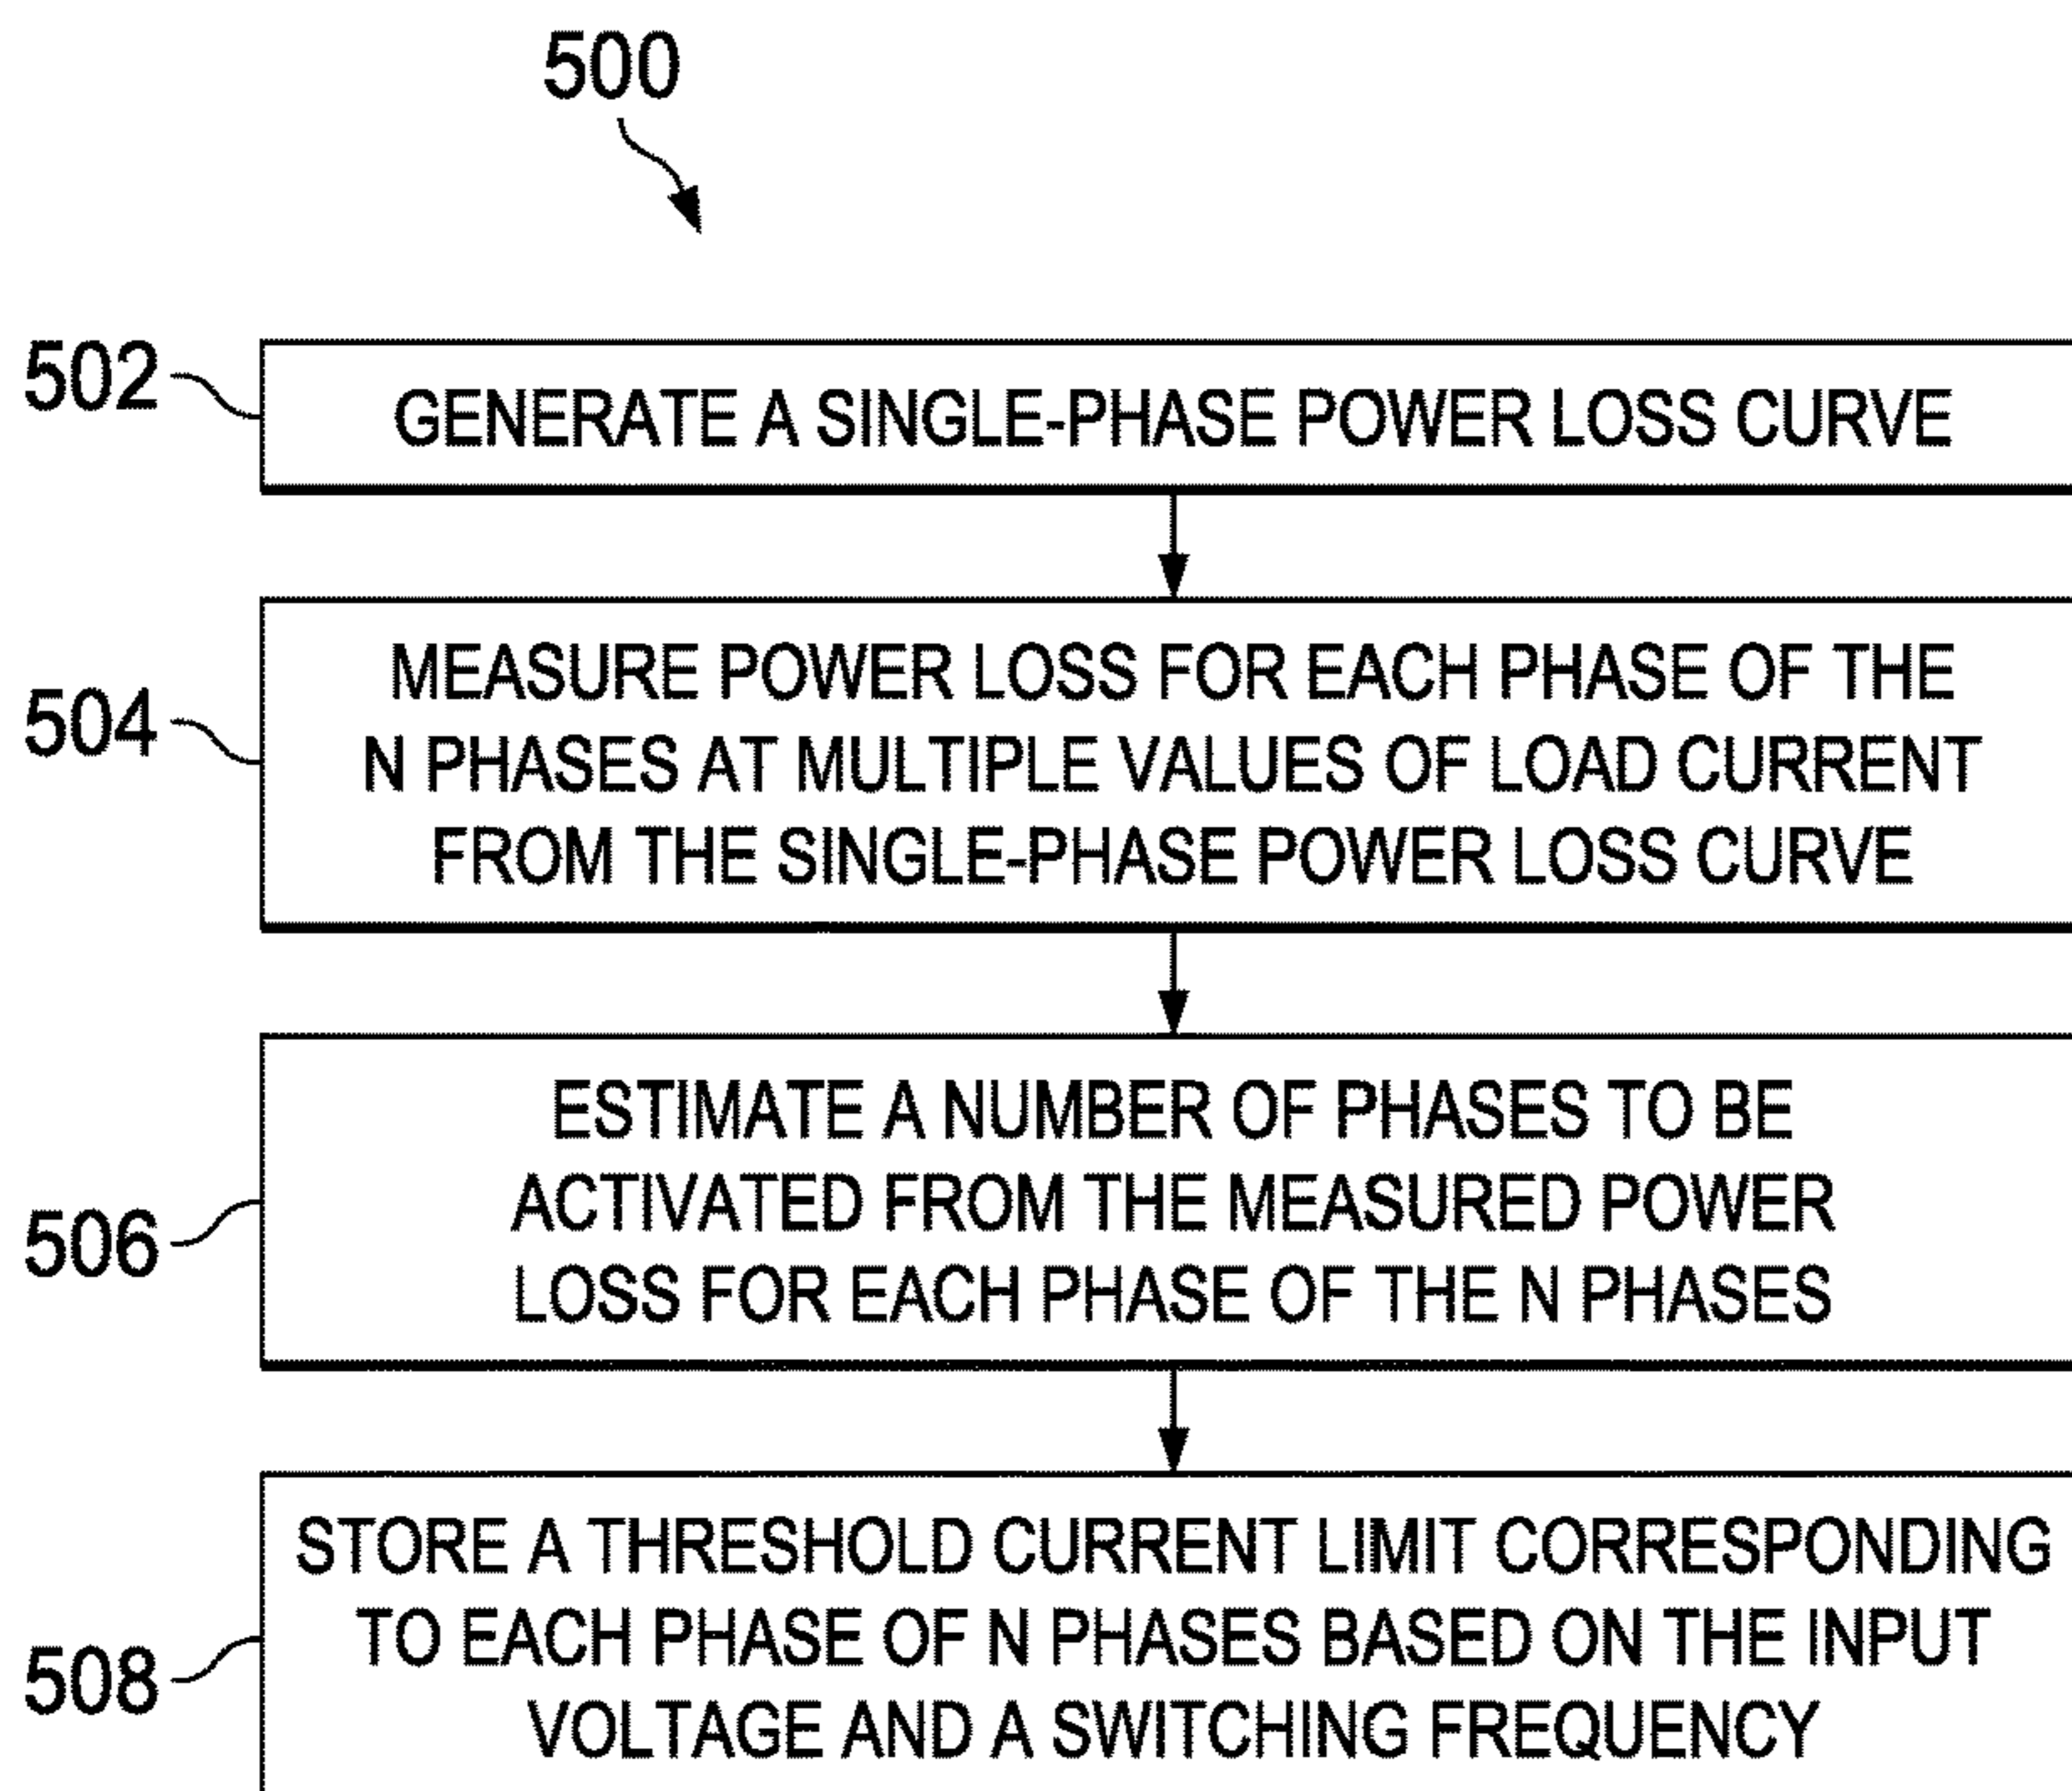 500
502
GENERATE A SINGLE-PHASE POWER LOSS CURVE
504
MEASURE POWER LOSS FOR EACH PHASE OF THE
N PHASES AT MULTIPLE VALUES OF LOAD CURRENT
FROM THE SINGLE-PHASE POWER LOSS CURVE
506
ESTIMATE A NUMBER OF PHASES TO BE
ACTIVATED FROM THE MEASURED POWER
LOSS FOR EACH PHASE OF THE N PHASES
508
STORE A THRESHOLD CURRENT LIMIT CORRESPONDING
TO EACH PHASE OF N PHASES BASED ON THE INPUT
VOLTAGE AND A SWITCHING FREQUENCY